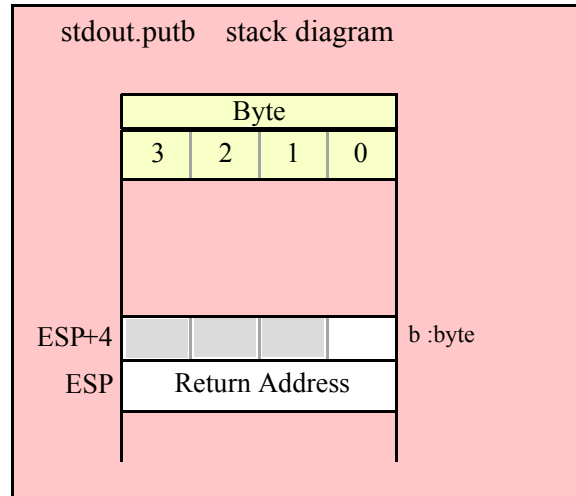 stdout.putb stack diagram
Byte
3 2 1 0
ESP+4 b :byte
ESP Return Address